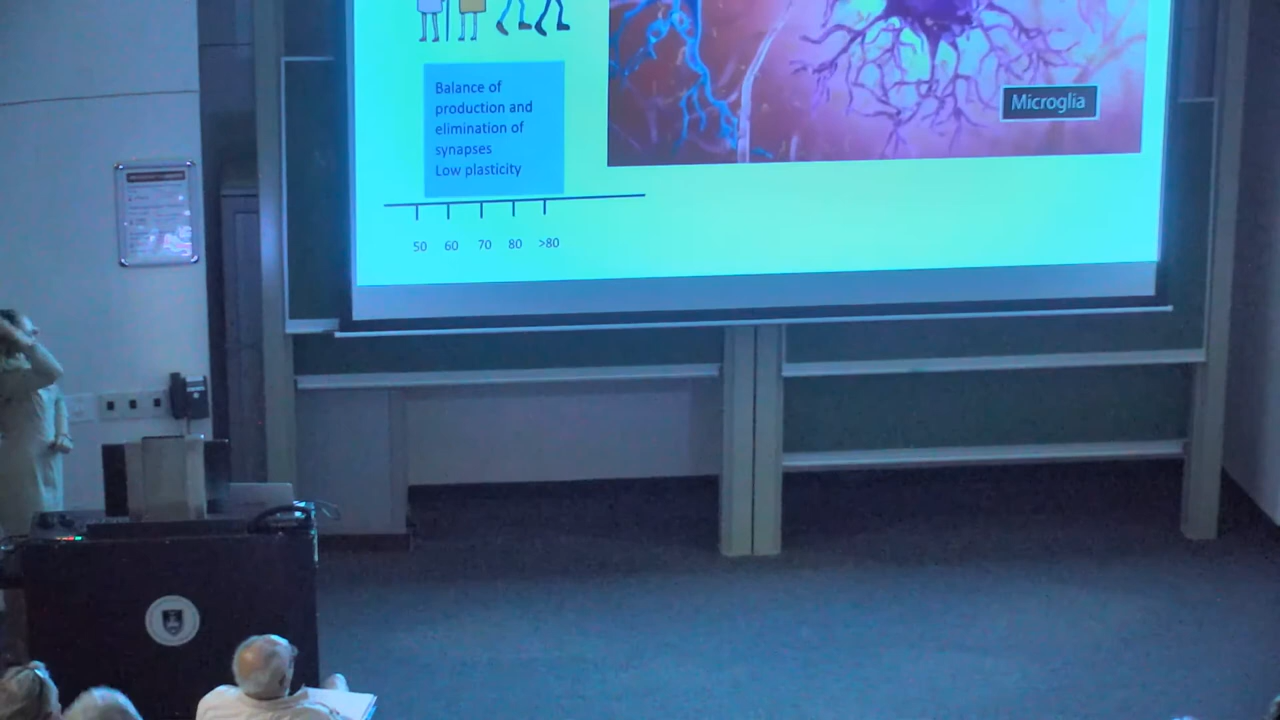 Balance of
production and
elimination of
synapses
Low plasticity
Microglia
50 60 70 80 >80